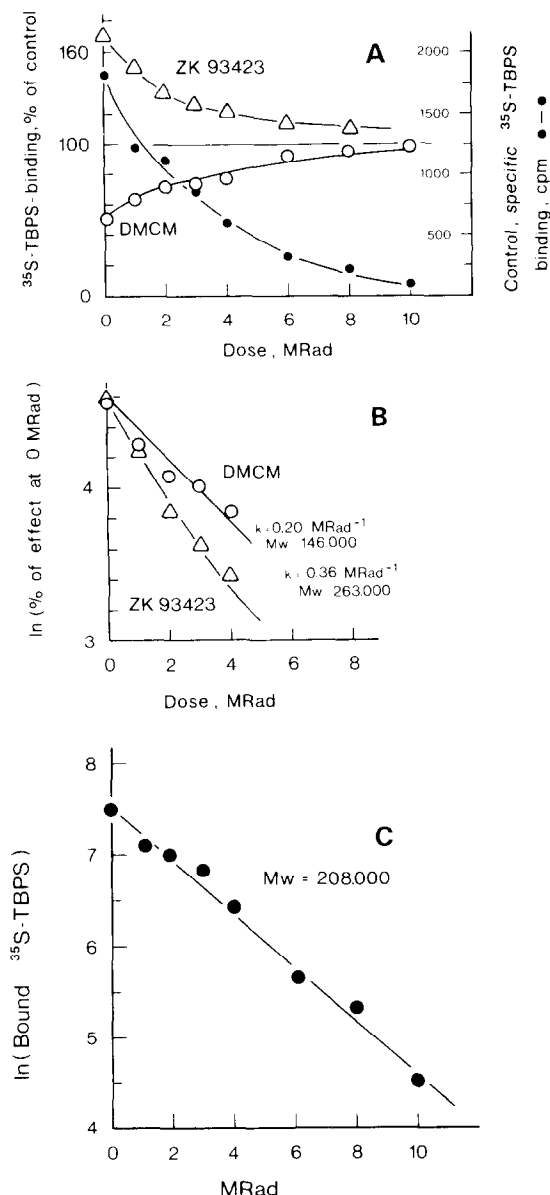 A
ZK 93423
DMCM
160
100
60
0
2000
1500
1000
500
0 2 4 6 8 10
Dose, MRad
35S-TBPS-binding, % of control
Control, specific 35S-TBPS
binding, cpm
B
DMCM
k=0.20 MRad-1
Mw 146.000
k=0.36 MRad-1
Mw 263.000
ZK 93423
4
3
0 2 4 6 8
Dose, MRad
ln (% of effect at 0 MRad)
C
Mw = 208.000
8
7
6
5
4
0 2 4 6 8 10
MRad
ln(Bound 35S-TBPS)